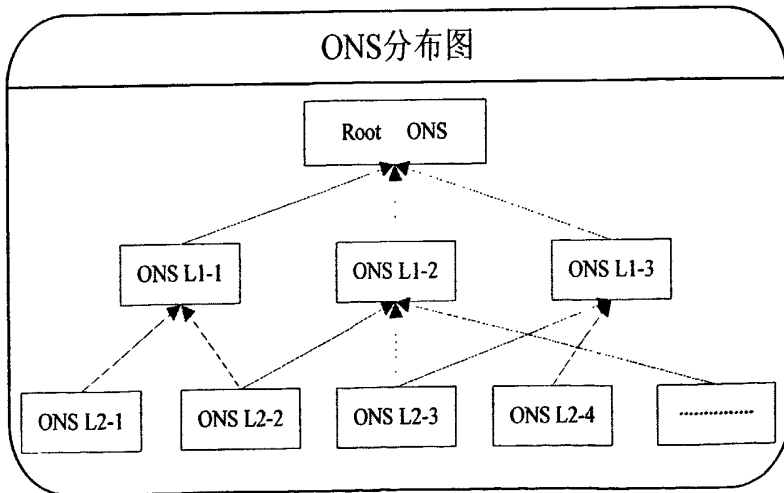 ONS分布图
Root ONS
ONS L1-1
ONS L1-2
ONS L1-3
ONS L2-1
ONS L2-2
ONS L2-3
ONS L2-4
...............